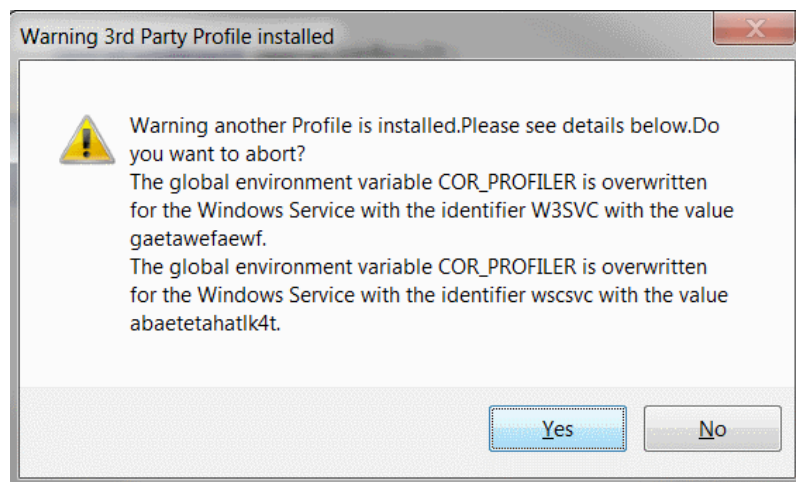 Warning 3rd Party Profile installed
Warning another Profile is installed.Please see details below.Do
you want to abort?
The global environment variable COR_PROFILER is overwritten
for the Windows Service with the identifier W3SVC with the value
gaetawefaewf.
The global environment variable COR_PROFILER is overwritten
for the Windows Service with the identifier wscsvc with the value
abaetetahatlk4t.
Yes
No